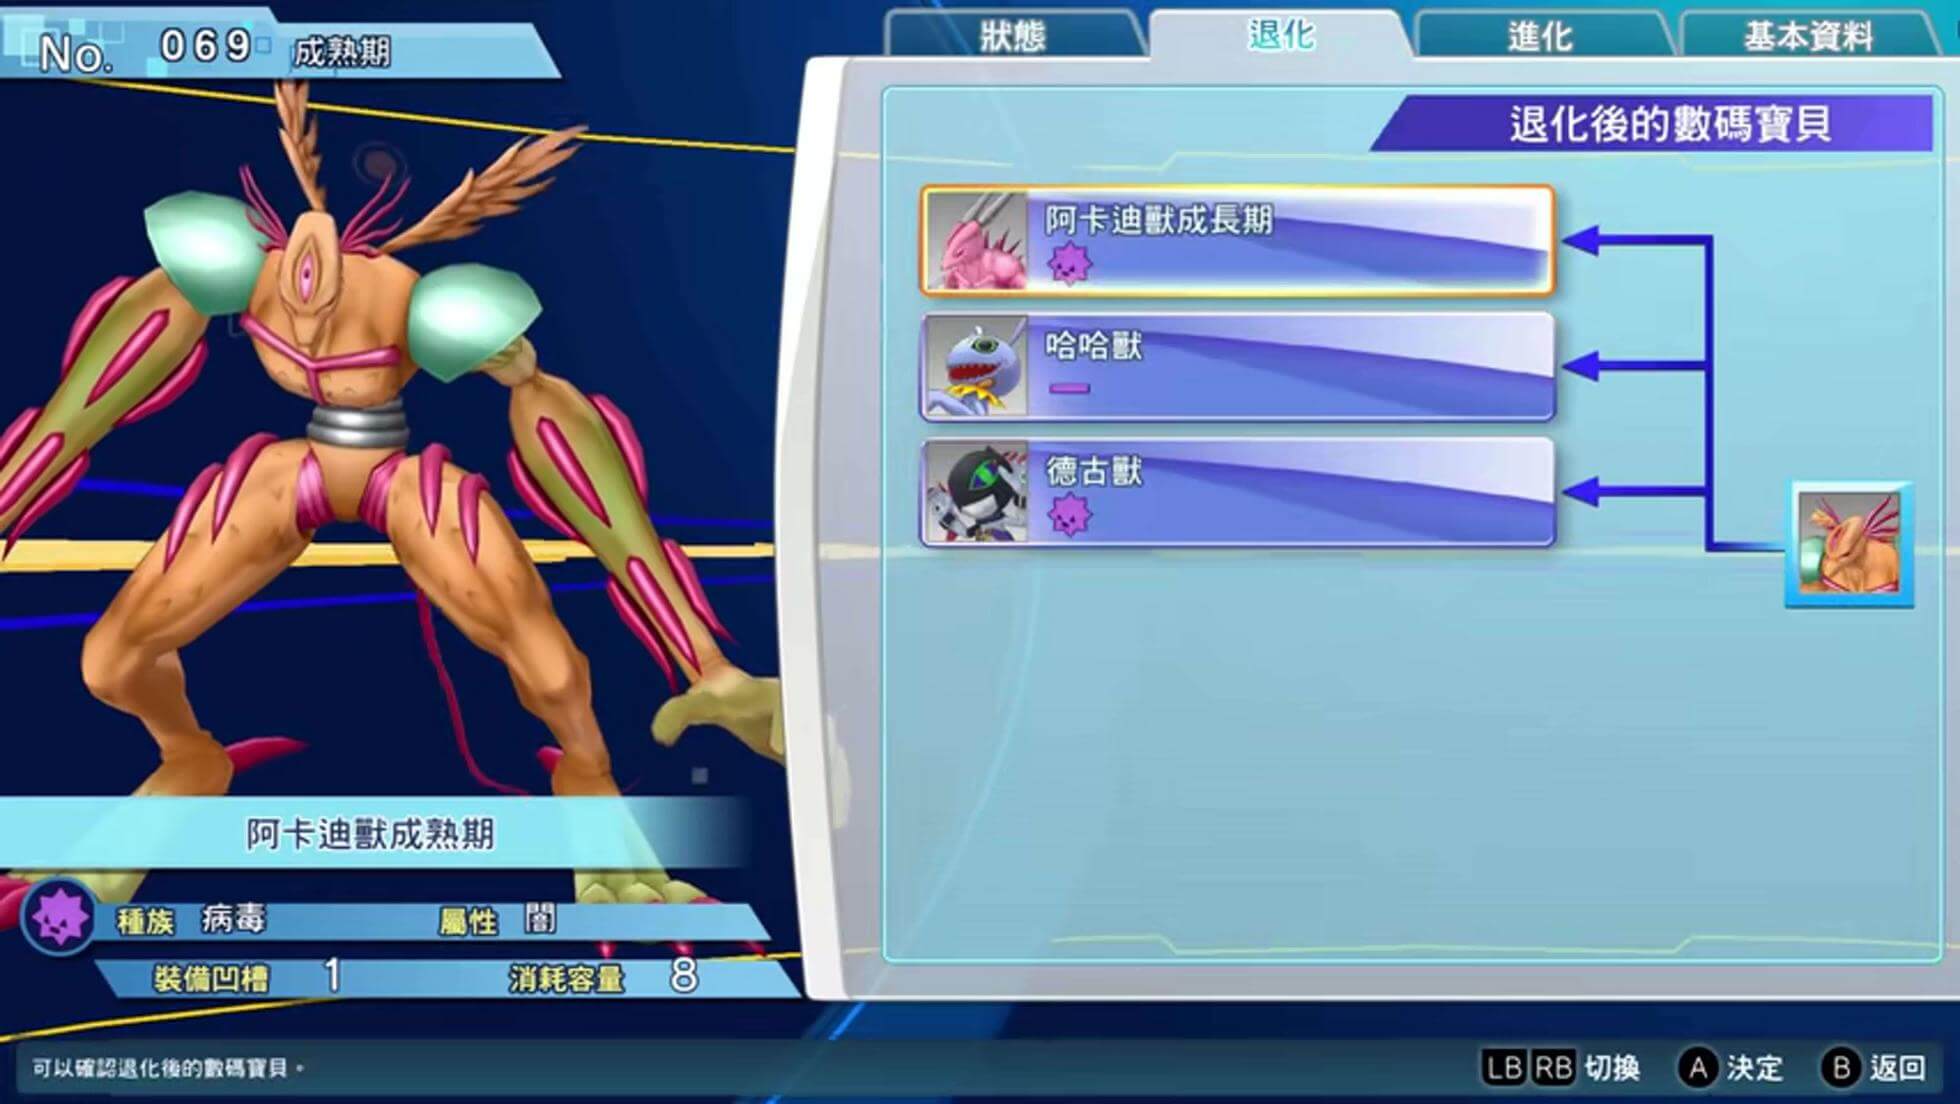 No. 069 成熟期
狀態 退化 進化 基本資料
退化後的數碼寶貝
阿卡迪獸成長期
哈哈獸
德古獸
阿卡迪獸成熟期
種族 病毒 屬性 闇
裝備凹槽 1 消耗容量 8
可以確認退化後的數碼寶貝。
LB RB 切換 A 決定 B 返回